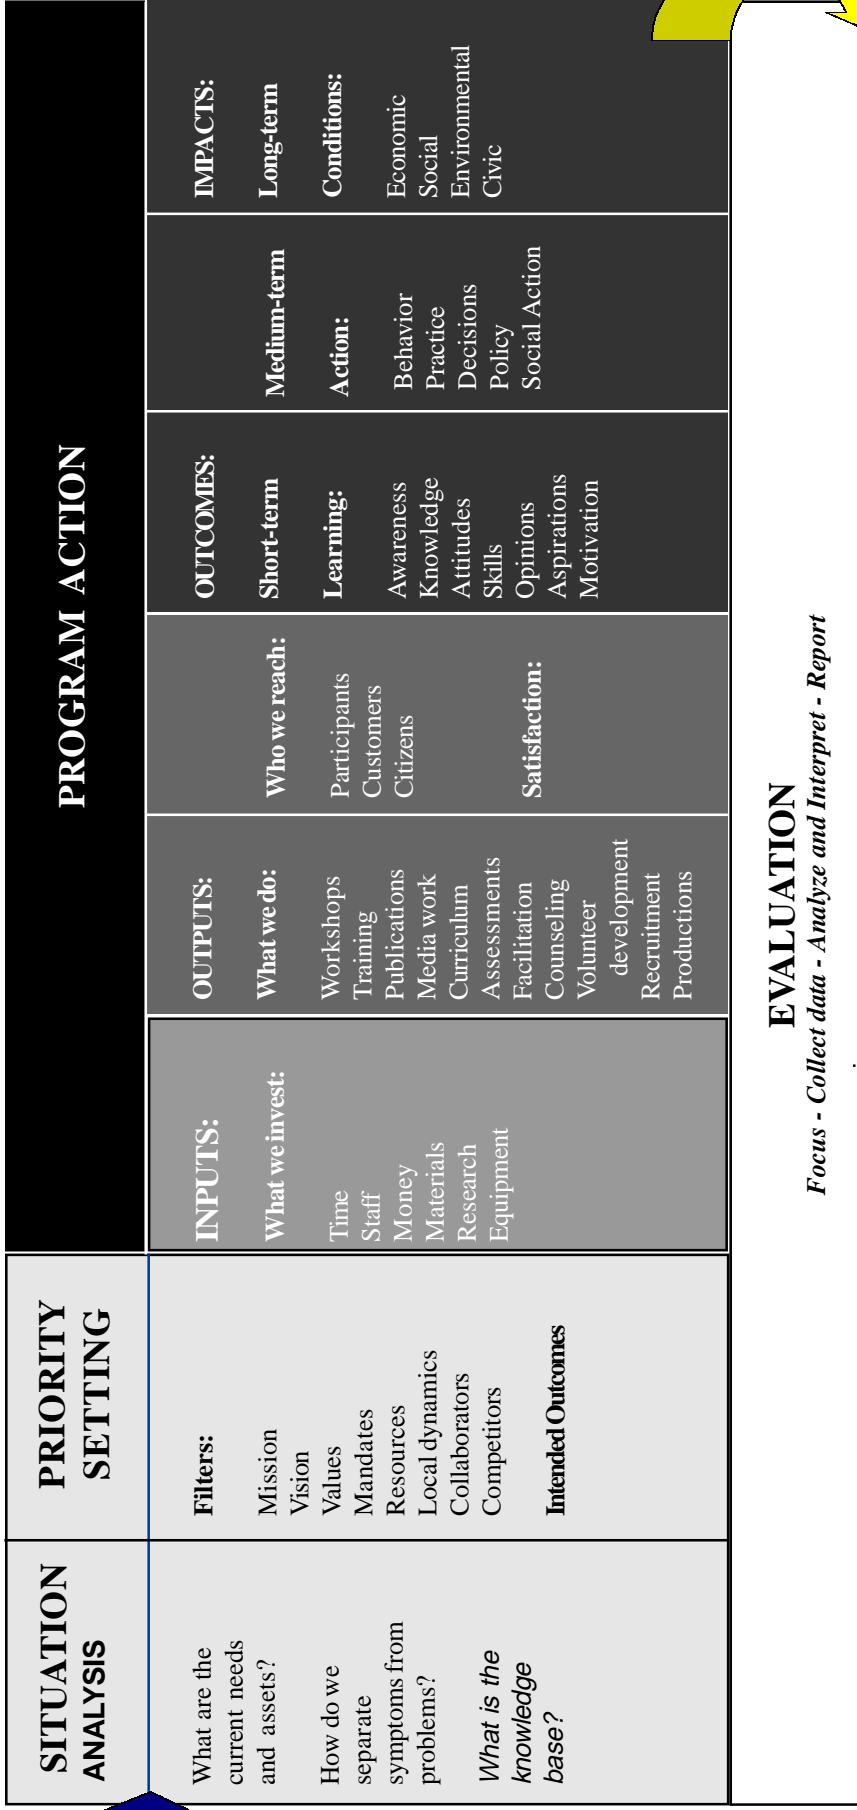 SITUATION
ANALYSIS
PRIORITY
SETTING
PROGRAM ACTION
What are the
current needs
and assets?
How do we
separate
symptoms from
problems?
What is the
knowledge
base?
Filters:
Mission
Vision
Values
Mandates
Resources
Local dynamics
Collaborators
Competitors
Intended Outcomes
INPUTS:
What we invest:
Time
Staff
Money
Materials
Research
Equipment
OUTPUTS:
What we do:
Workshops
Training
Publications
Media work
Curriculum
Assessments
Facilitation
Counseling
Volunteer
development
Recruitment
Productions
Who we reach:
Participants
Customers
Citizens
Satisfaction:
OUTCOMES:
Short-term
Learning:
Awareness
Knowledge
Attitudes
Skills
Opinions
Aspirations
Motivation
Medium-term
Action:
Behavior
Practice
Decisions
Policy
Social Action
IMPACTS:
Long-term
Conditions:
Economic
Social
Environmental
Civic
EVALUATION
Focus - Collect data - Analyze and Interpret - Report